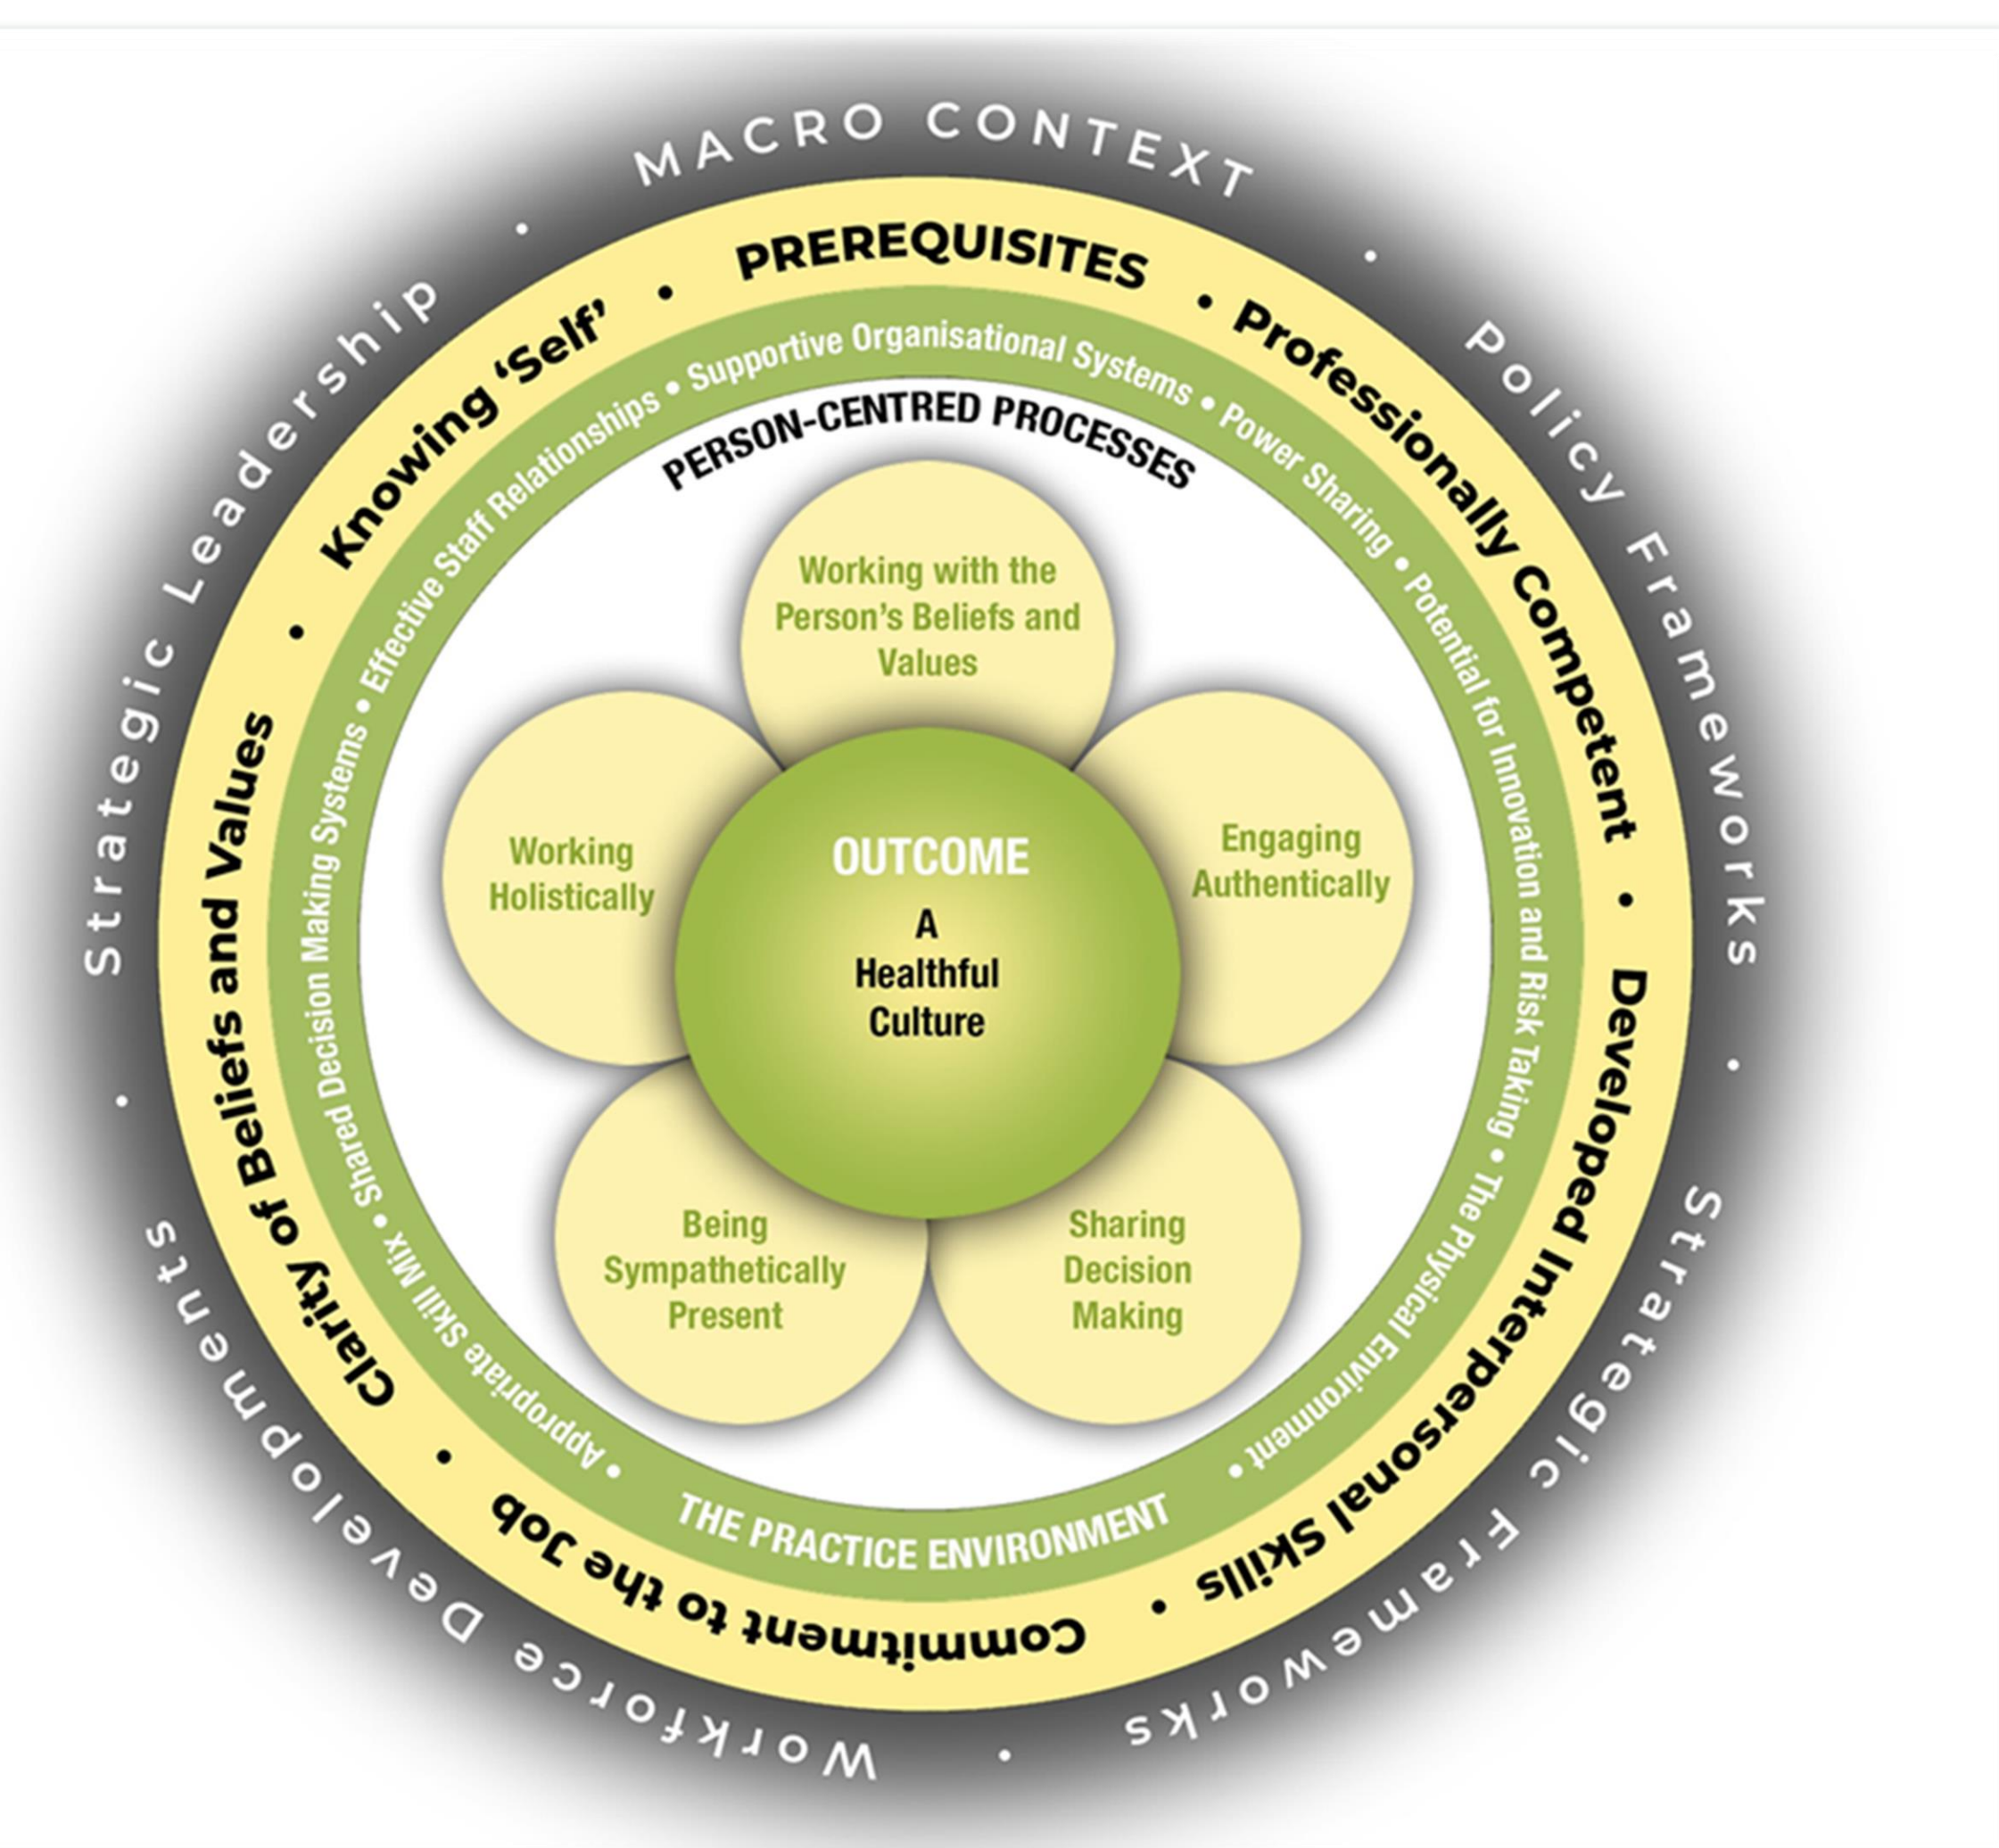 MACRO CONTEXT
•
Policy Frameworks
•
Strategic Frameworks
•
Workforce Developments
•
Strategic Leadership
•
PREREQUISITES
• Professionally Competent
• Developed Interpersonal Skills
• Commitment to the Job
• Clarity of Beliefs and Values
• Knowing ‘Self’ •
THE PRACTICE ENVIRONMENT
• Appropriate Skill Mix • Shared Decision Making Systems • Effective Staff Relationships • Supportive Organisational Systems • Power Sharing • Potential for Innovation and Risk Taking • The Physical Environment •
PERSON-CENTRED PROCESSES
Working with the
Person’s Beliefs and
Values
Engaging
Authentically
Sharing
Decision
Making
Being
Sympathetically
Present
Working
Holistically
OUTCOME
A
Healthful
Culture